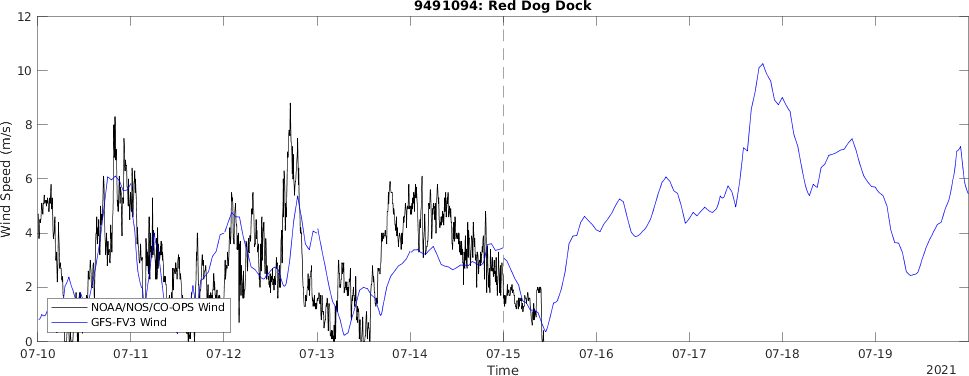 9491094: Red Dog Dock
Wind Speed (m/s)
12
10
8
6
4
2
0
NOAA/NOS/CO-OPS Wind
GFS-FV3 Wind
07-10 07-11 07-12 07-13 07-14 07-15 07-16 07-17 07-18 07-19
Time
2021